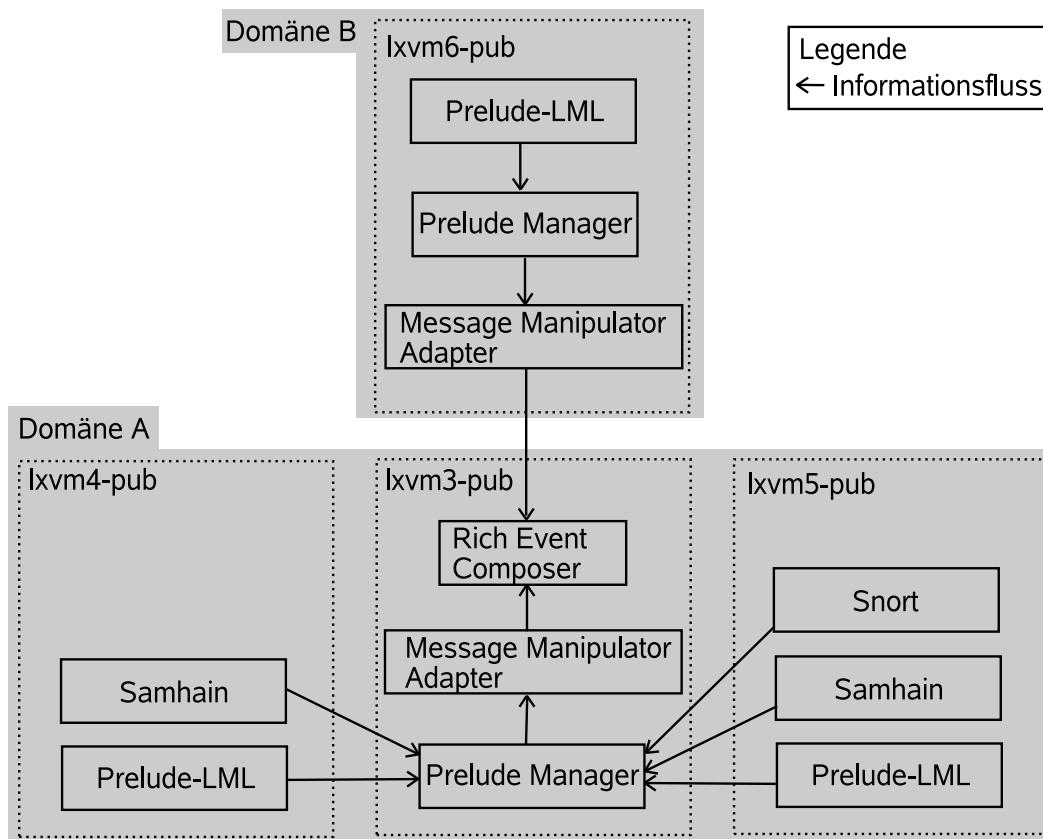 Domäne B
lxvm6-pub
Prelude-LML
Prelude Manager
Message Manipulator
Adapter
Legende
Informationsfluss
Domäne A
lxvm4-pub
Samhain
Prelude-LML
lxvm3-pub
Rich Event
Composer
Message Manipulator
Adapter
Prelude Manager
lxvm5-pub
Snort
Samhain
Prelude-LML